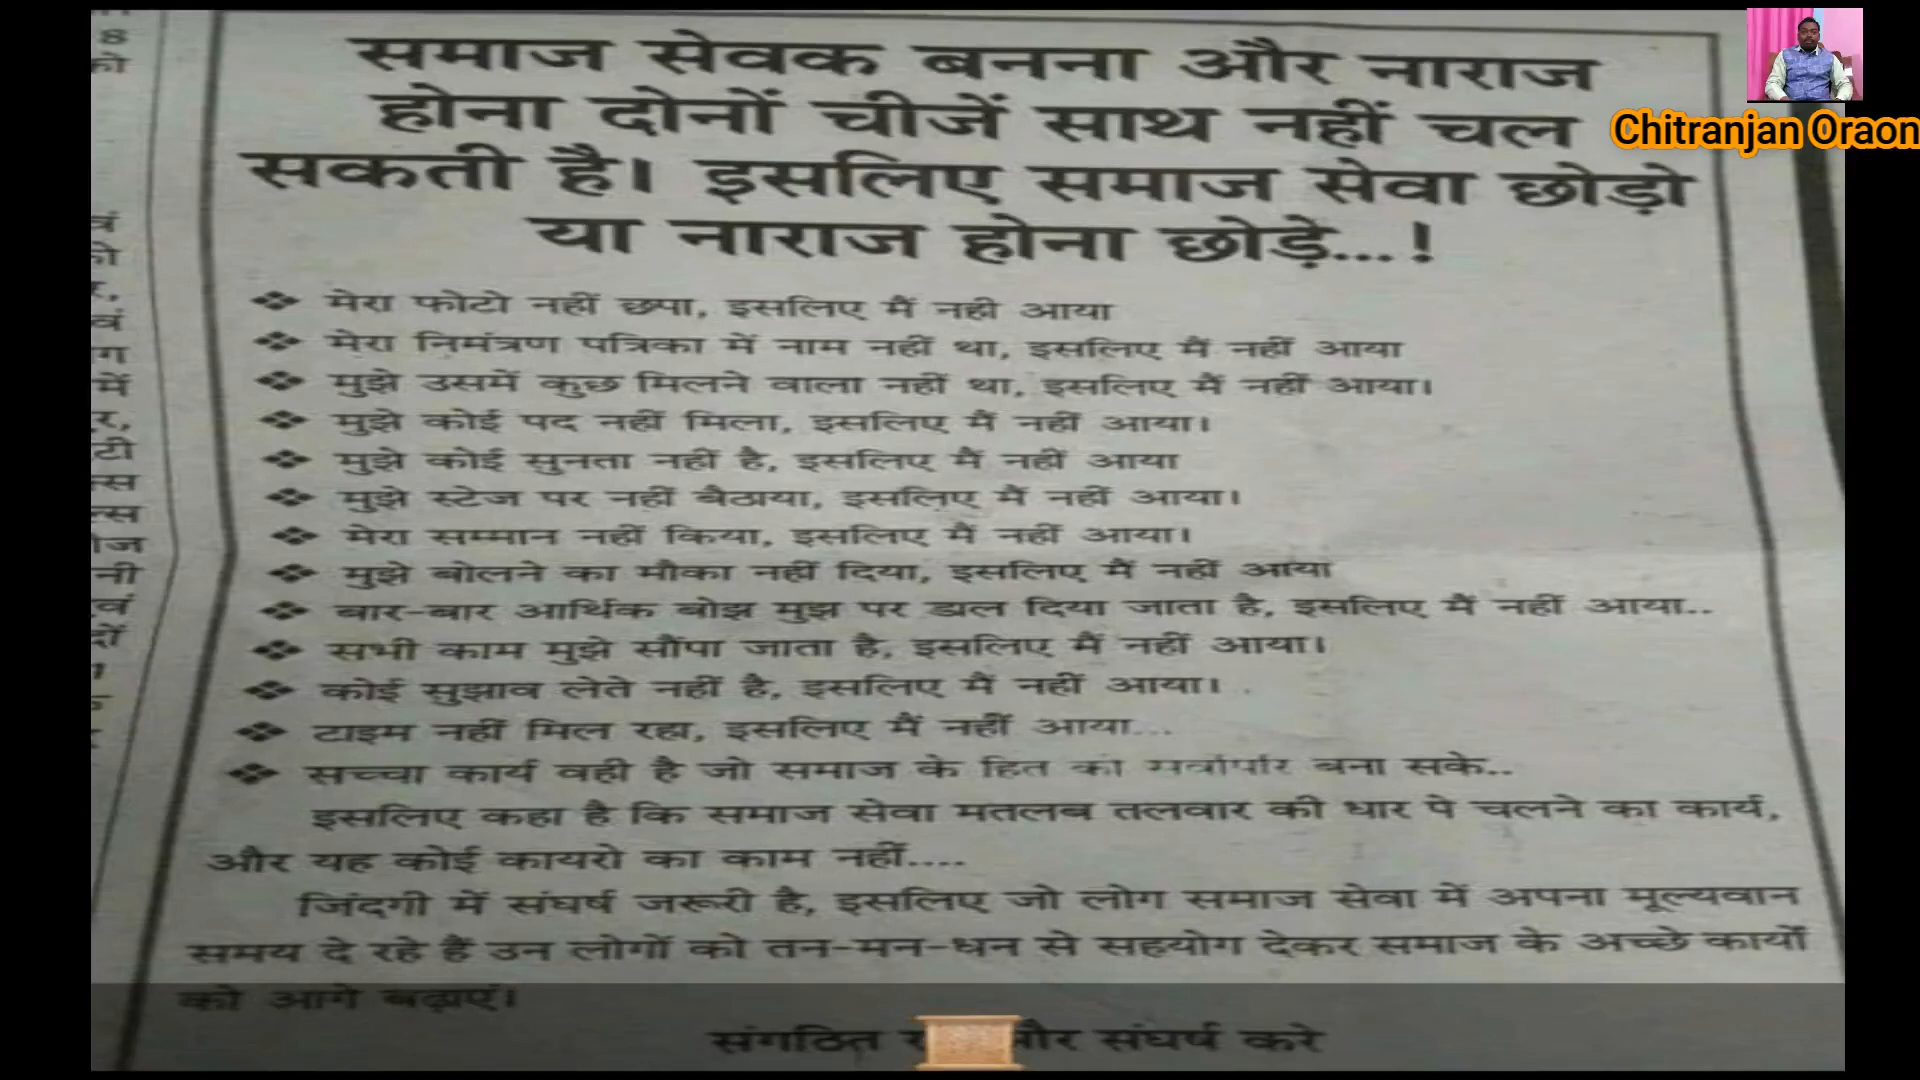 समाज सेवक बनना और नाराज
होना दोनों चीजें साथ नहीं चल
सकती है। इसलिए समाज सेवा छोड़ो
या नाराज होना छोड़े...!
Chitranjan Oraon
❖ मेरा फोटो नहीं छपा, इसलिए मैं नही आया
❖ मेरा निमंत्रण पत्रिका में नाम नहीं था, इसलिए मैं नहीं आया
❖ मुझे उसमें कुछ मिलने वाला नहीं था, इसलिए मैं नहीं आया।
❖ मुझे कोई पद नहीं मिला, इसलिए मैं नहीं आया।
❖ मुझे कोई सुनता नहीं है, इसलिए मैं नहीं आया
❖ मुझे स्टेज पर नहीं बैठाया, इसलिए मैं नहीं आया।
❖ मेरा सम्मान नहीं किया, इसलिए मैं नहीं आया।
❖ मुझे बोलने का मौका नहीं दिया, इसलिए मैं नहीं आया
❖ बार-बार आर्थिक बोझ मुझ पर डाल दिया जाता है, इसलिए मैं नहीं आया..
❖ सभी काम मुझे सौंपा जाता है, इसलिए मैं नहीं आया।
❖ कोई सुझाव लेते नहीं है, इसलिए मैं नहीं आया।
❖ टाइम नहीं मिल रहा, इसलिए मैं नहीं आया...
❖ सच्चा कार्य वही है जो समाज के हित को सर्वोपरि बना सके..
इसलिए कहा है कि समाज सेवा मतलब तलवार की धार पे चलने का कार्य,
और यह कोई कायरो का काम नहीं....
जिंदगी में संघर्ष जरूरी है, इसलिए जो लोग समाज सेवा में अपना मूल्यवान
समय दे रहे हैं उन लोगों को तन-मन-धन से सहयोग देकर समाज के अच्छे कार्यों
को आगे बढ़ाएं।
संगठित और संघर्ष करे